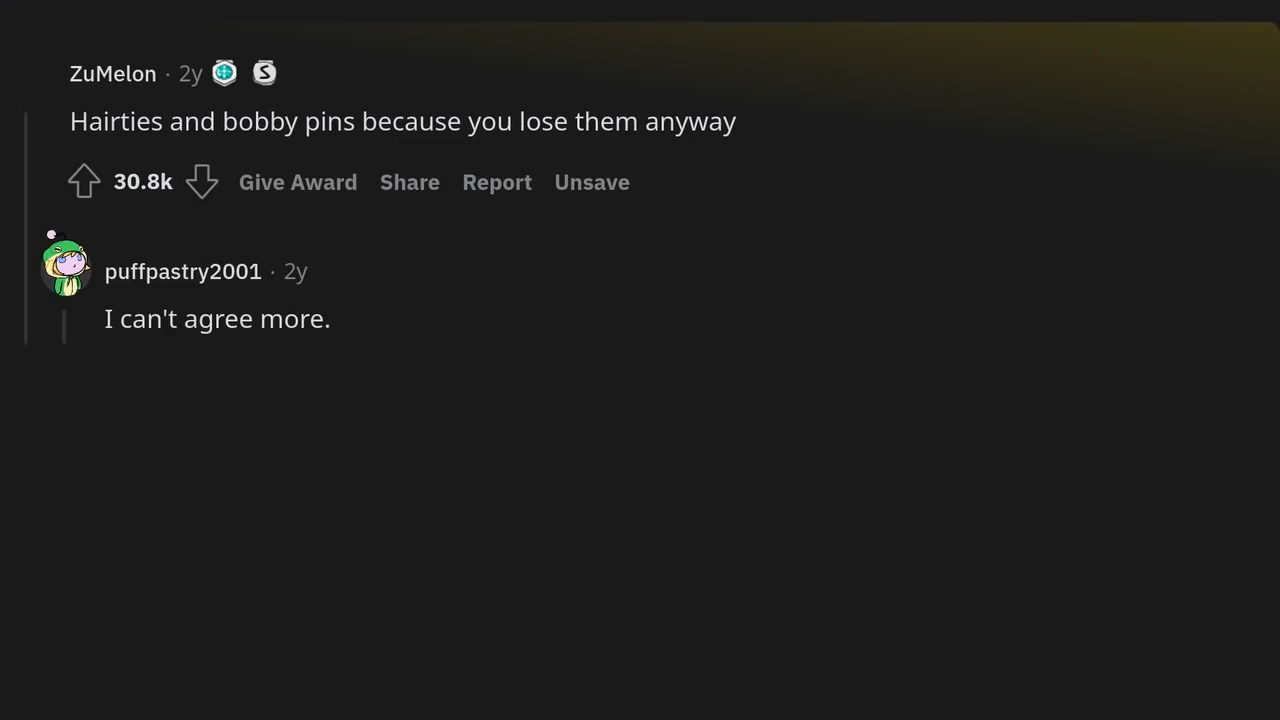 ZuMelon · 2y
Hairties and bobby pins because you lose them anyway
30.8k Give Award Share Report Unsave
puffpastry2001 · 2y
I can't agree more.